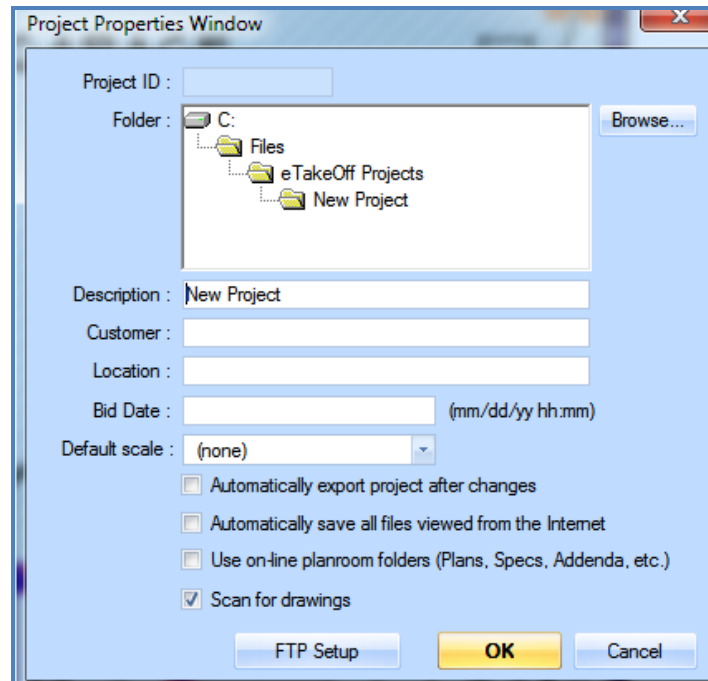 Project Properties Window
Project ID :
Folder :
C:
Browse...
Files
eTakeOff Projects
New Project
Description : New Project
Customer :
Location :
Bid Date : (mm/dd/yy hh:mm)
Default scale : (none)
Automatically export project after changes
Automatically save all files viewed from the Internet
Use on-line planroom folders (Plans, Specs, Addenda, etc.)
Scan for drawings
FTP Setup OK Cancel